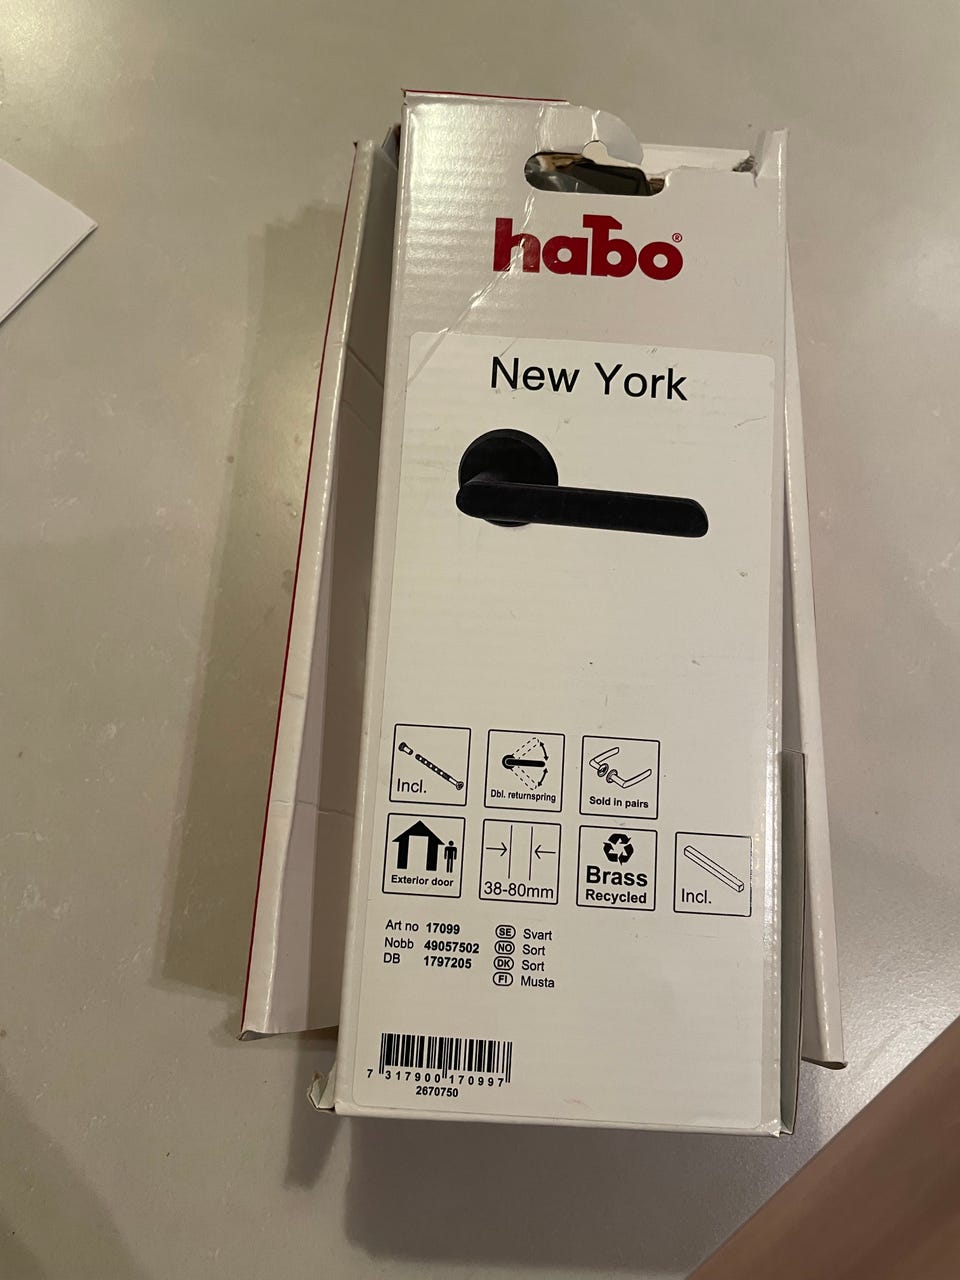 habo®
New York
Incl.
Dbl. returnspring
Sold in pairs
Exterior door
38-80mm
Brass
Recycled
Incl.
Art no 17099
Nobb 49057502
DB 1797205
SE Svart
NO Sort
DK Sort
FI Musta
7 317900 170997
2670750